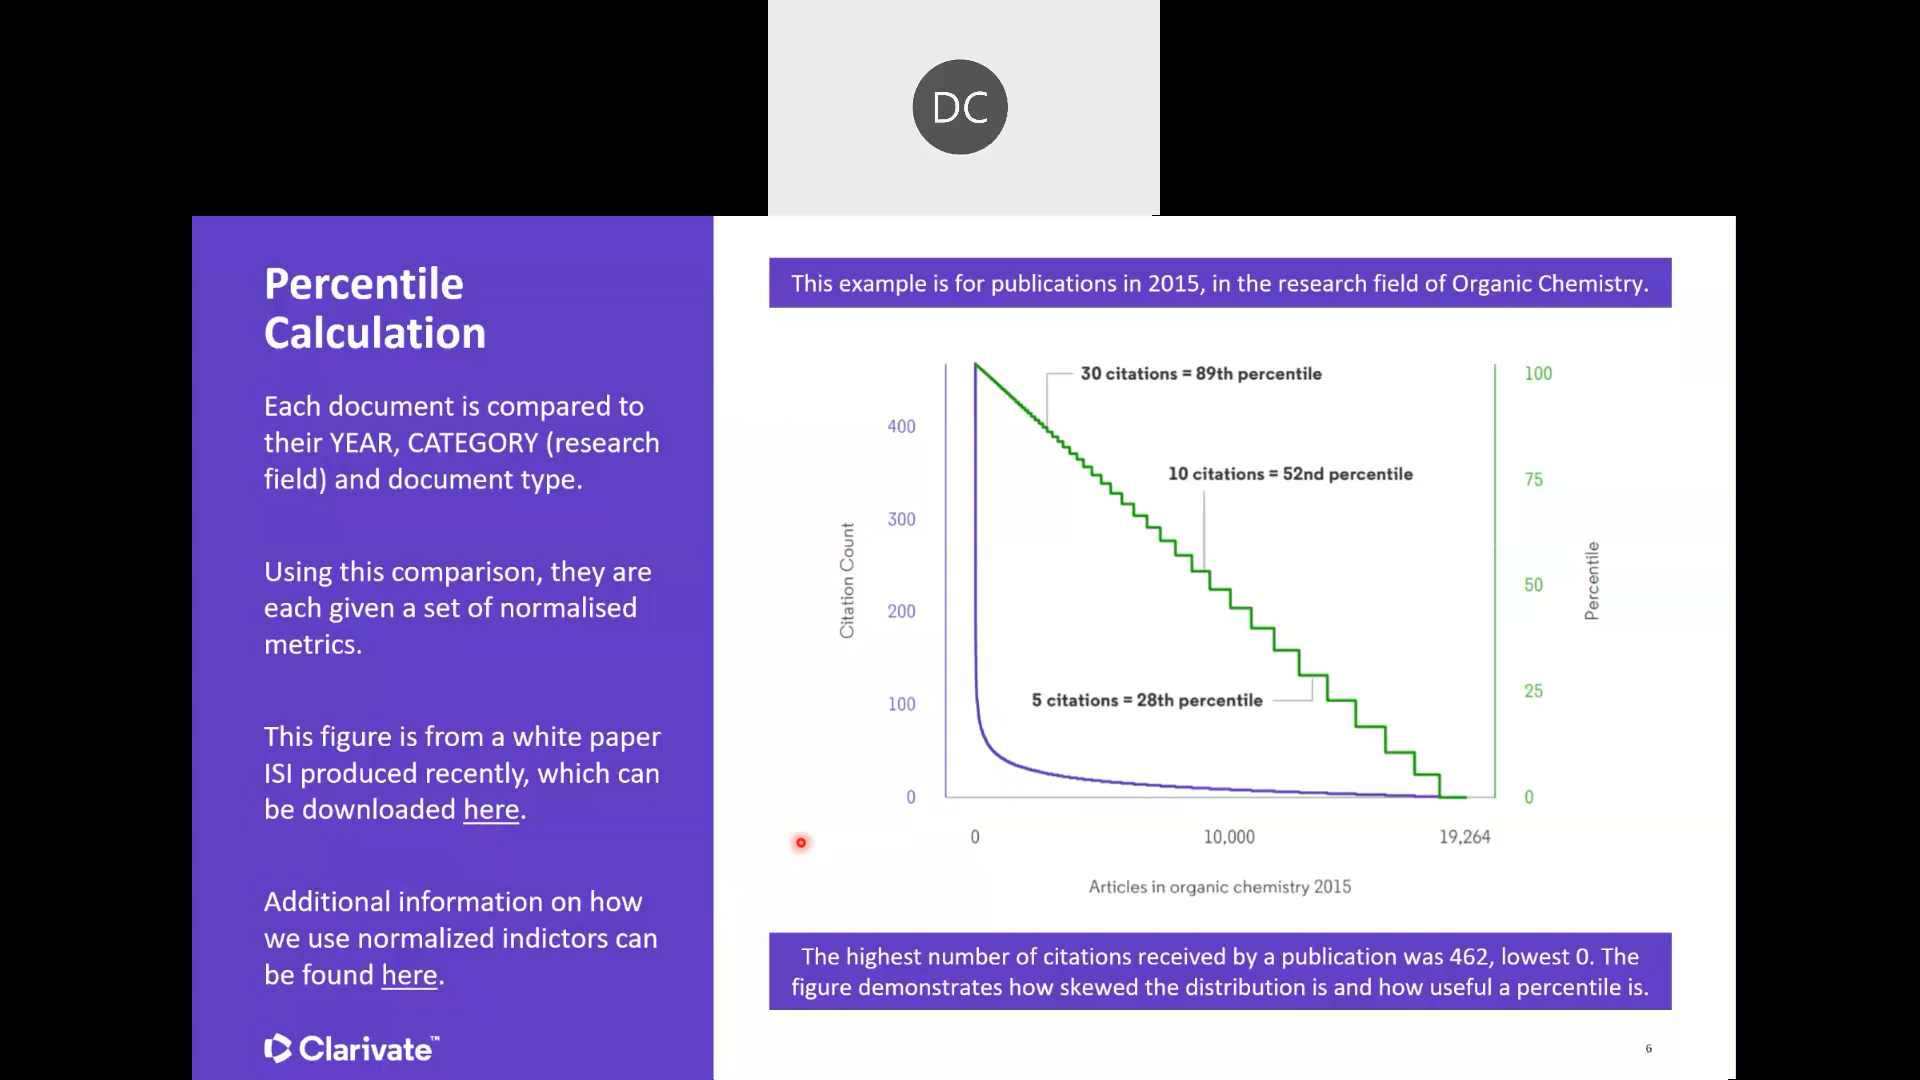 DC
Percentile
Calculation
Each document is compared to
their YEAR, CATEGORY (research
field) and document type.
Using this comparison, they are
each given a set of normalised
metrics.
This figure is from a white paper
ISI produced recently, which can
be downloaded here.
Additional information on how
we use normalized indictors can
be found here.
Clarivate™
This example is for publications in 2015, in the research field of Organic Chemistry.
30 citations = 89th percentile
10 citations = 52nd percentile
5 citations = 28th percentile
Citation Count
400
300
200
100
0
100
75
50
25
0
Percentile
0
10,000
19,264
Articles in organic chemistry 2015
The highest number of citations received by a publication was 462, lowest 0. The
figure demonstrates how skewed the distribution is and how useful a percentile is.
6